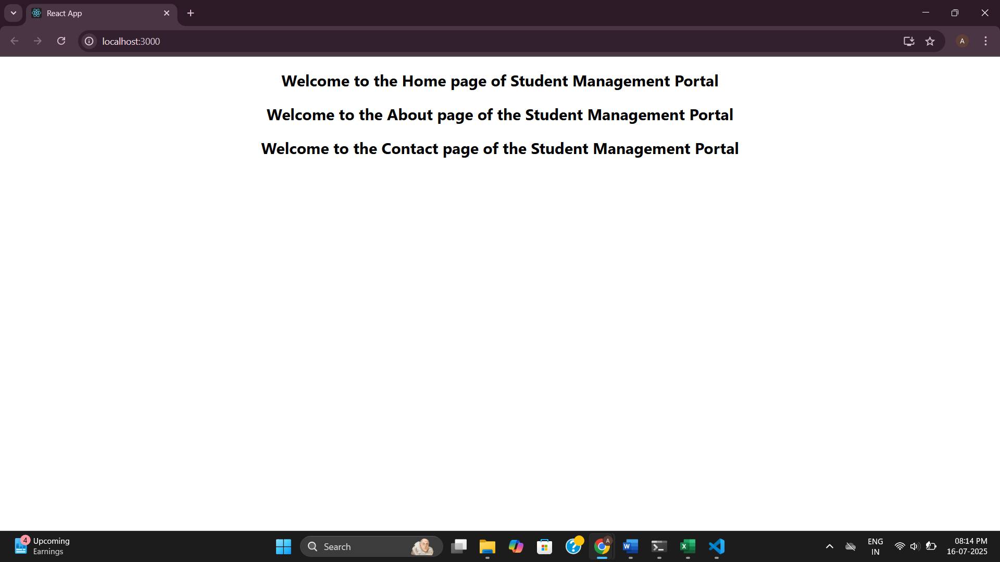 React App
localhost:3000
A
Welcome to the Home page of Student Management Portal
Welcome to the About page of the Student Management Portal
Welcome to the Contact page of the Student Management Portal
4
Upcoming
Earnings
Search
A
ENG
IN
08:14 PM
16-07-2025